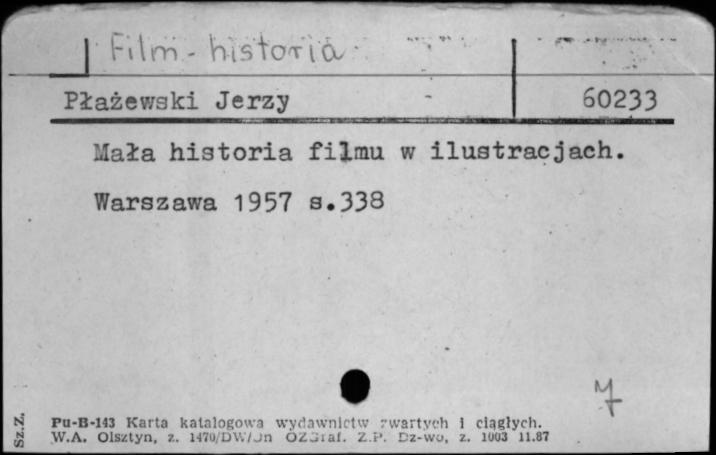 Film - historia
Płażewski Jerzy 60233
Mała historia filmu w ilustracjach.
Warszawa 1957 s.338
Sz.Z.
Pu-B-143 Karta katalogowa wydawnictw zwartych i ciągłych.
W.A. Olsztyn, z. 1470/DW/Jn OZGraf. Z.P. Dz-wo, z. 1003 11.87